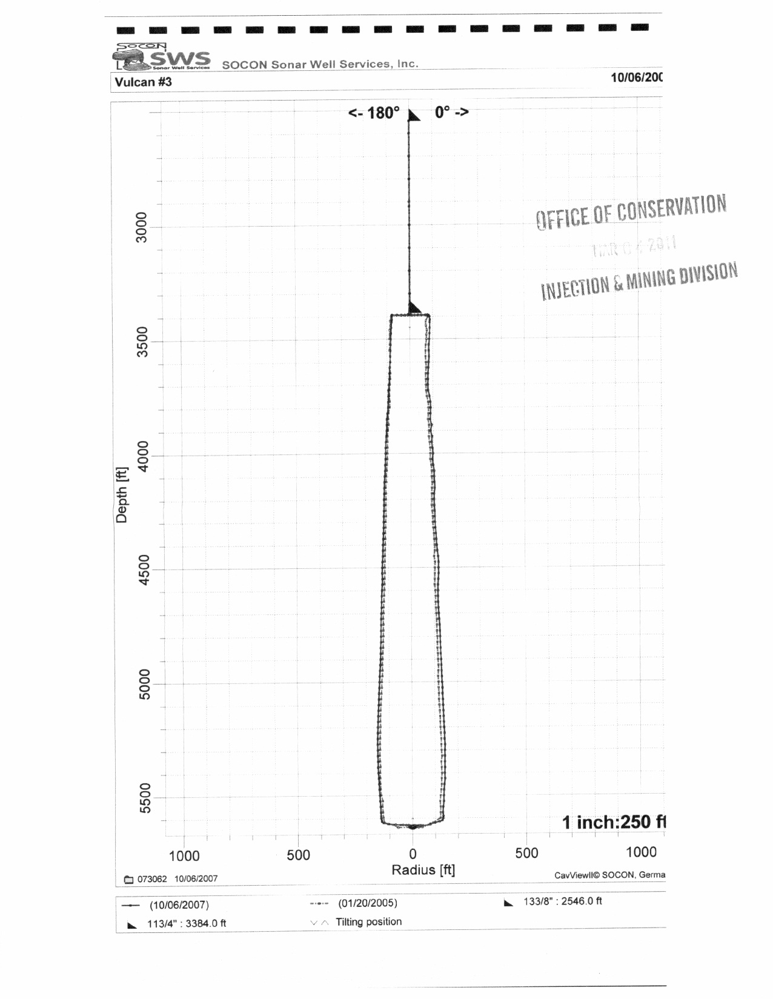 SOCON
SWS
Sonar Well Services
SOCON Sonar Well Services, Inc.
Vulcan #3
10/06/200
<- 180° 0° ->
OFFICE OF CONSERVATION
2011
INJECTION & MINING DIVISION
3000
3500
4000
4500
5000
5500
Depth [ft]
1 inch:250 ft
1000 500 0 500 1000
Radius [ft]
073062 10/06/2007
CavViewII© SOCON, Germa
(10/06/2007)
(01/20/2005)
133/8" : 2546.0 ft
113/4" : 3384.0 ft
Tilting position